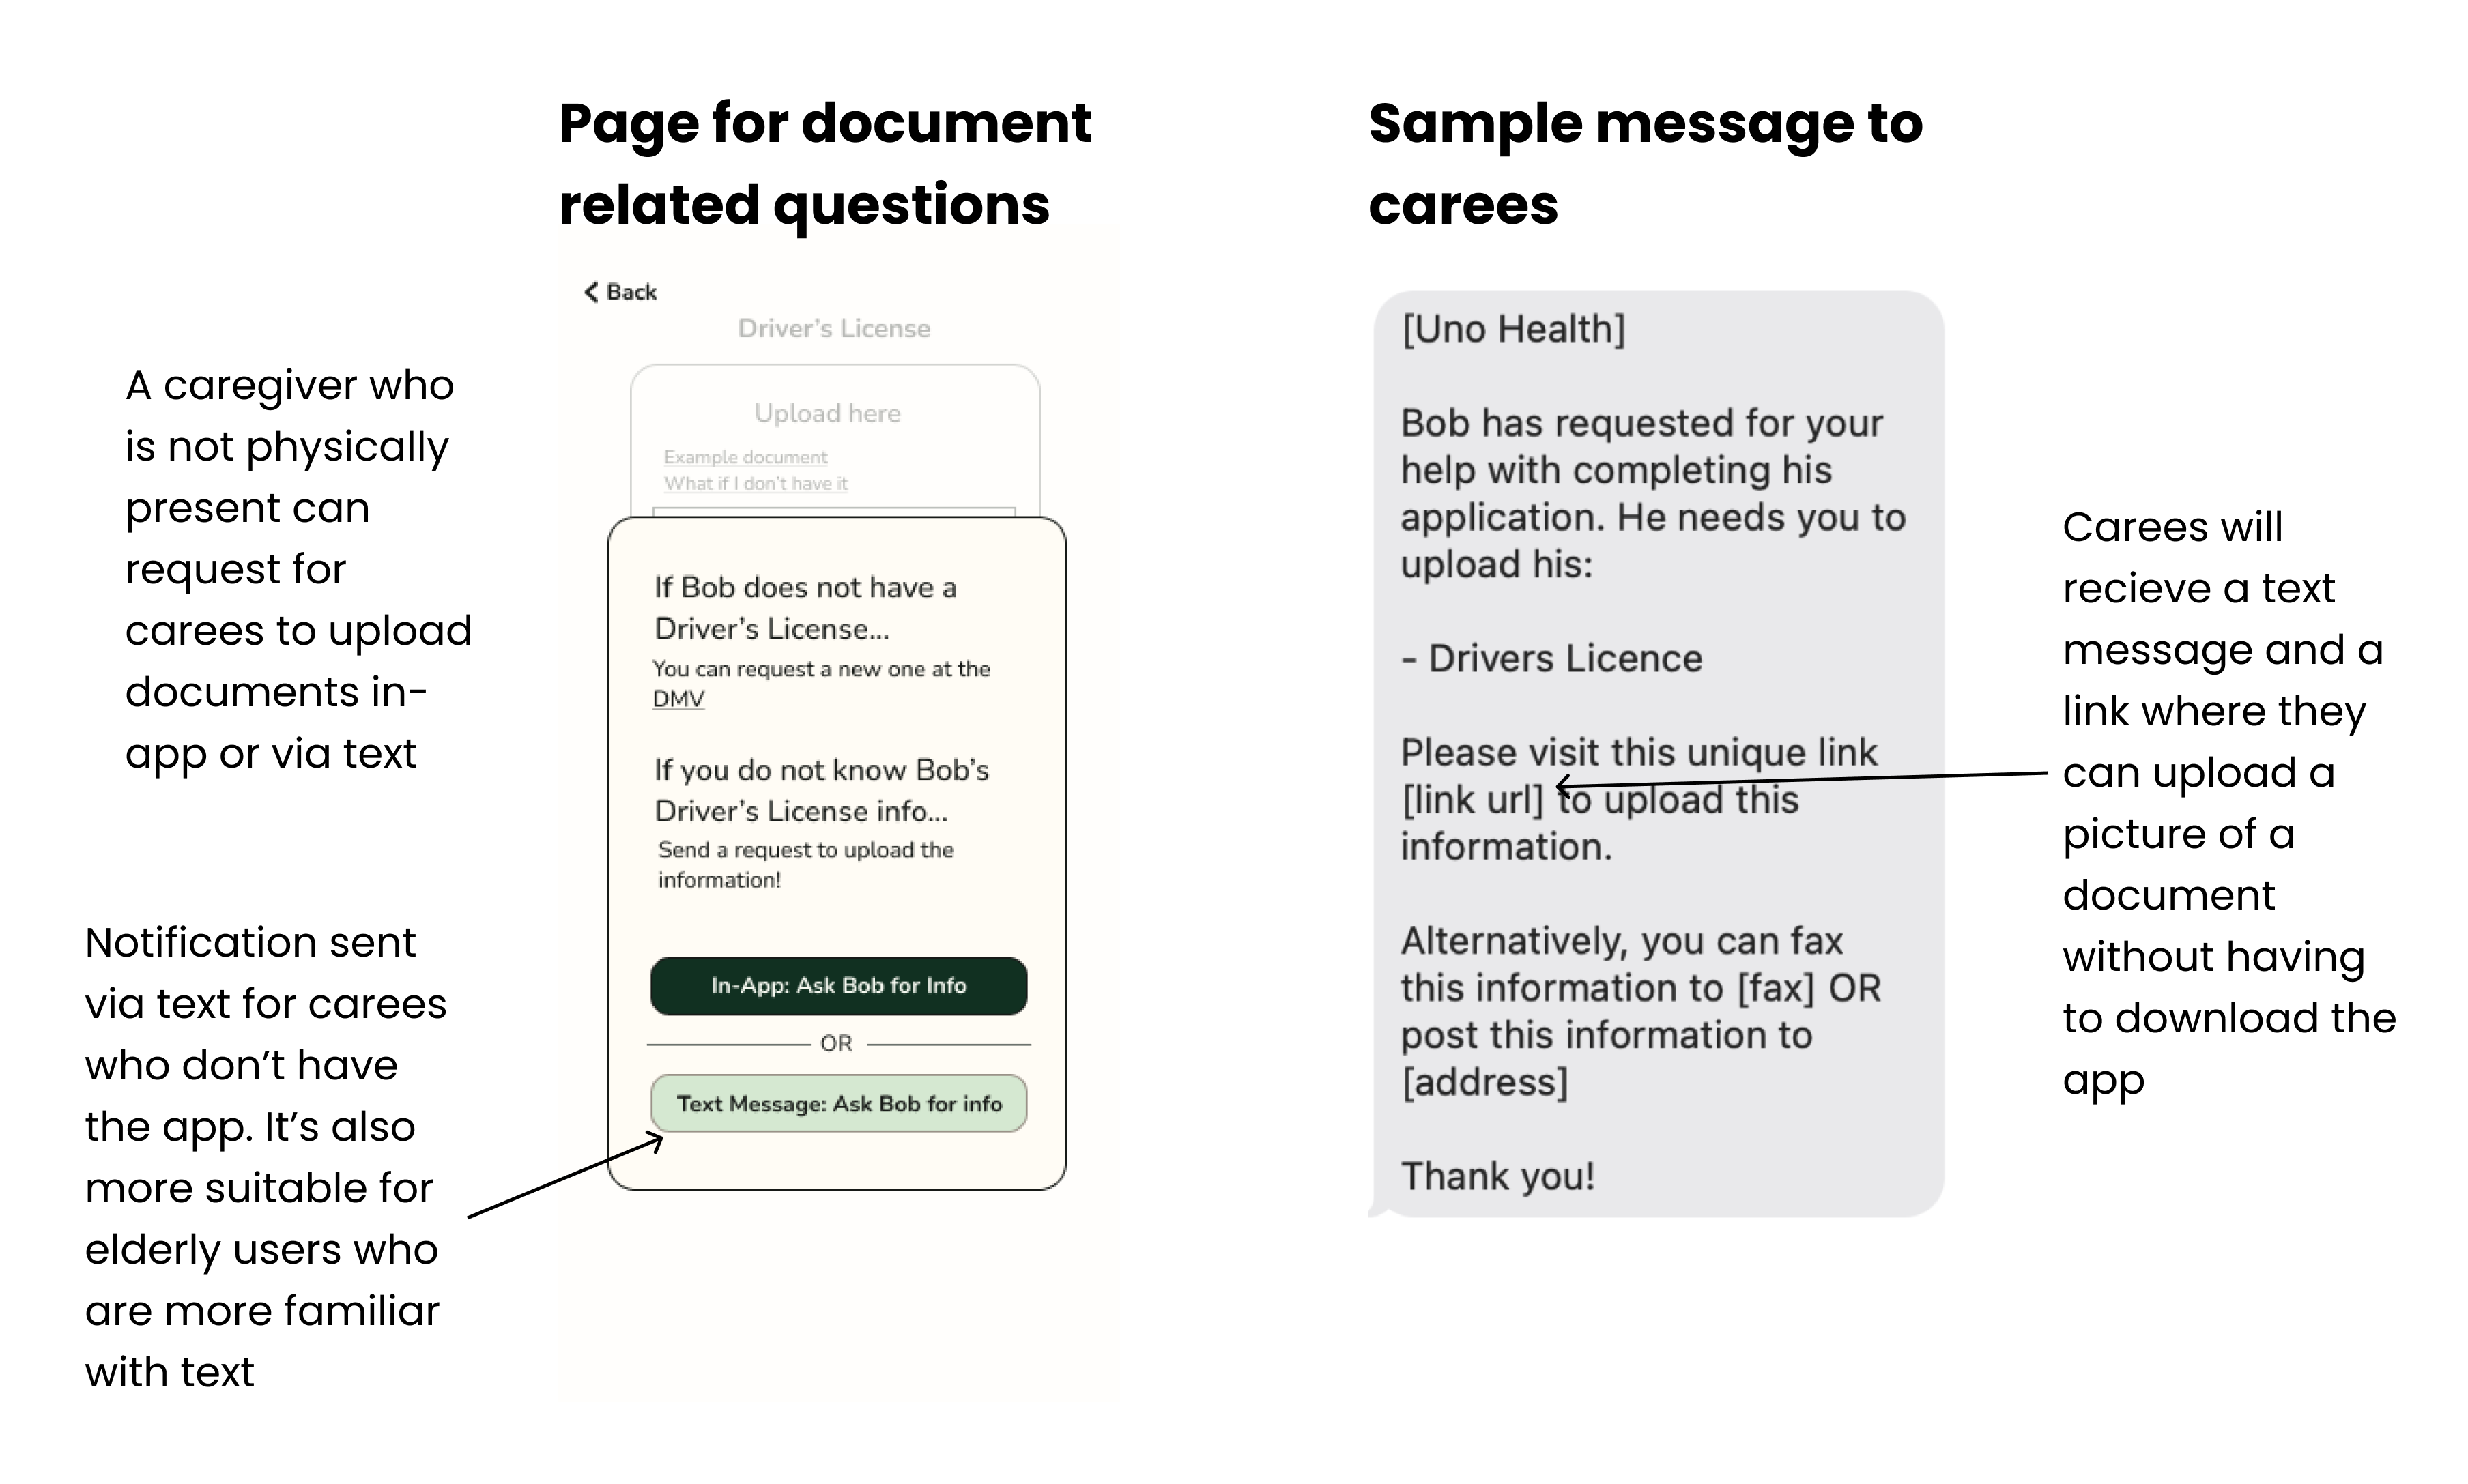 Page for document
related questions
Sample message to
carees
A caregiver who
is not physically
present can
request for
carees to upload
documents in-
app or via text
Notification sent
via text for carees
who don't have
the app. It's also
more suitable for
elderly users who
are more familiar
with text
Back
Driver's License
Upload here
Example document
What if I don't have it
If Bob does not have a
Driver's License...
You can request a new one at the
DMV
If you do not know Bob's
Driver's License info...
Send a request to upload the
information!
In-App: Ask Bob for Info
OR
Text Message: Ask Bob for info
[Uno Health]
Bob has requested for your
help with completing his
application. He needs you to
upload his:
- Drivers Licence
Please visit this unique link
[link url] to upload this
information.
Alternatively, you can fax
this information to [fax] OR
post this information to
[address]
Thank you!
Carees will
recieve a text
message and a
link where they
can upload a
picture of a
document
without having
to download the
app